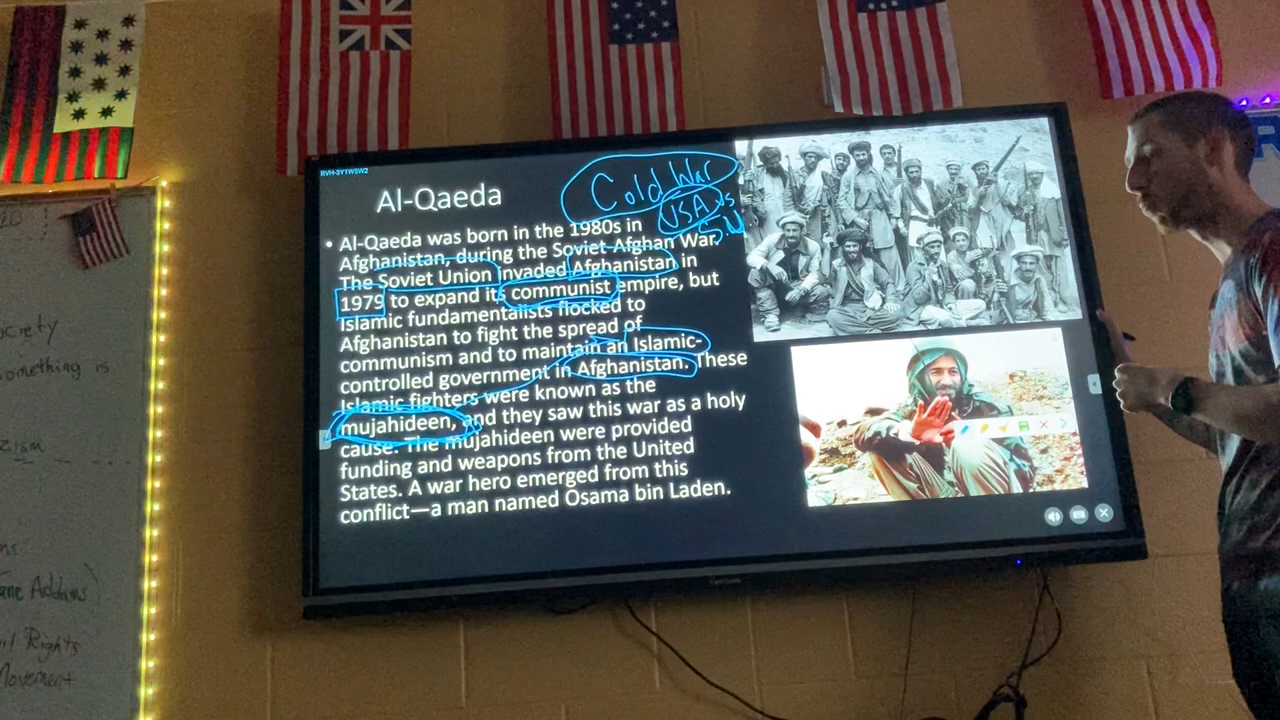 RVH-3Y1W5W2
Al-Qaeda
Cold War
USA vs
S.U
• Al-Qaeda was born in the 1980s in
Afghanistan, during the Soviet-Afghan War.
The Soviet Union invaded Afghanistan in
1979 to expand its communist empire, but
Islamic fundamentalists flocked to
Afghanistan to fight the spread of
communism and to maintain an Islamic-
controlled government in Afghanistan. These
Islamic fighters were known as the
mujahideen, and they saw this war as a holy
cause. The mujahideen were provided
funding and weapons from the United
States. A war hero emerged from this
conflict—a man named Osama bin Laden.
ViewSonic
ociety
something is
ns
ane Addams)
il Rights
Movement
R